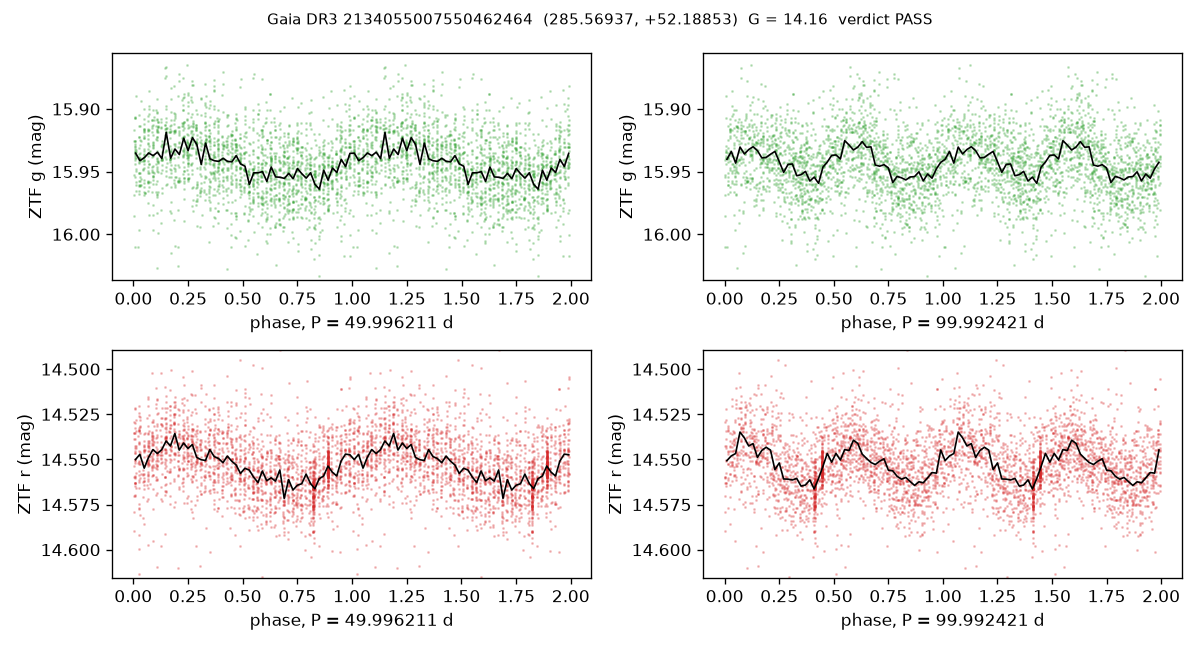 Gaia DR3 2134055007550462464 (285.56937, +52.18853) G = 14.16 verdict PASS
ZTF g (mag)
15.90
15.95
16.00
0.00 0.25 0.50 0.75 1.00 1.25 1.50 1.75 2.00
phase, P = 49.996211 d
ZTF g (mag)
15.90
15.95
16.00
0.00 0.25 0.50 0.75 1.00 1.25 1.50 1.75 2.00
phase, P = 99.992421 d
ZTF r (mag)
14.500
14.525
14.550
14.575
14.600
0.00 0.25 0.50 0.75 1.00 1.25 1.50 1.75 2.00
phase, P = 49.996211 d
ZTF r (mag)
14.500
14.525
14.550
14.575
14.600
0.00 0.25 0.50 0.75 1.00 1.25 1.50 1.75 2.00
phase, P = 99.992421 d